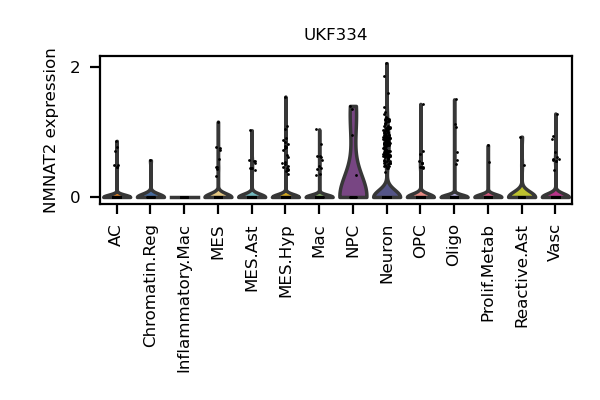 UKF334
NMNAT2 expression
2
0
AC
Chromatin.Reg
Inflammatory.Mac
MES
MES.Ast
MES.Hyp
Mac
NPC
Neuron
OPC
Oligo
Prolif.Metab
Reactive.Ast
Vasc